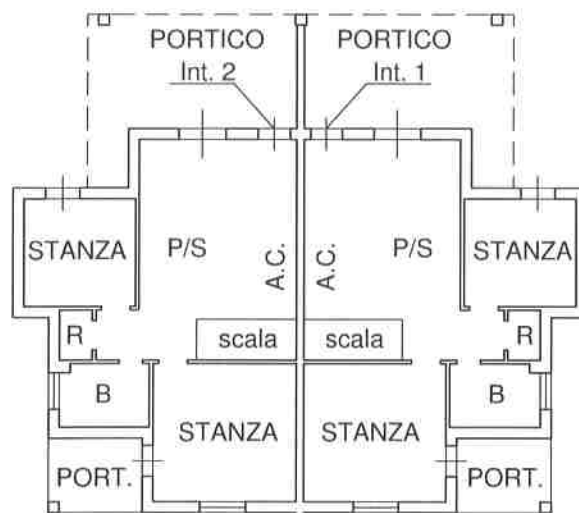 PORTICO PORTICO
Int. 2 Int. 1
STANZA P/S A.C. A.C. P/S STANZA
R scala scala R
B B
STANZA STANZA
PORT. PORT.